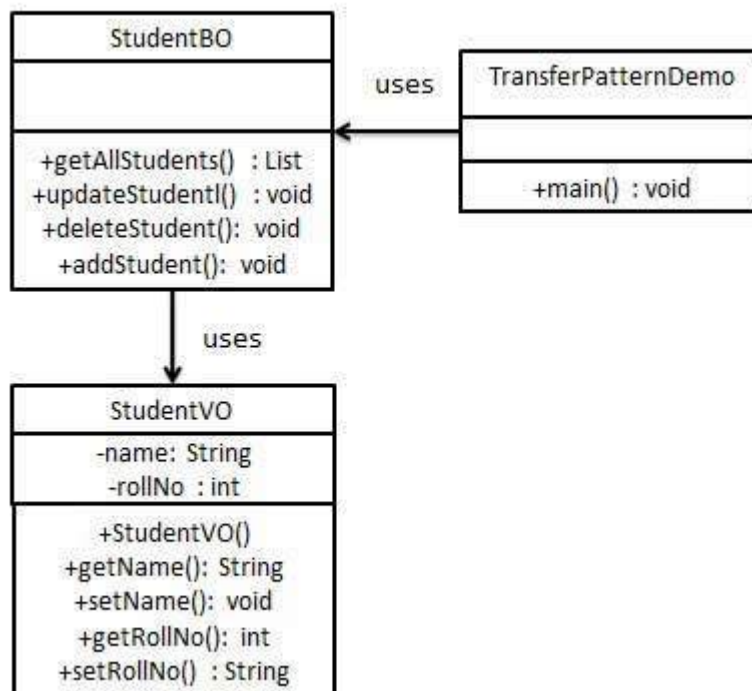 StudentBO
+getAllStudents() : List
+updateStudentl() : void
+deleteStudent(): void
+addStudent(): void
uses
TransferPatternDemo
+main() : void
uses
StudentVO
-name: String
-rollNo : int
+StudentVO()
+getName(): String
+setName(): void
+getRollNo(): int
+setRollNo() : String